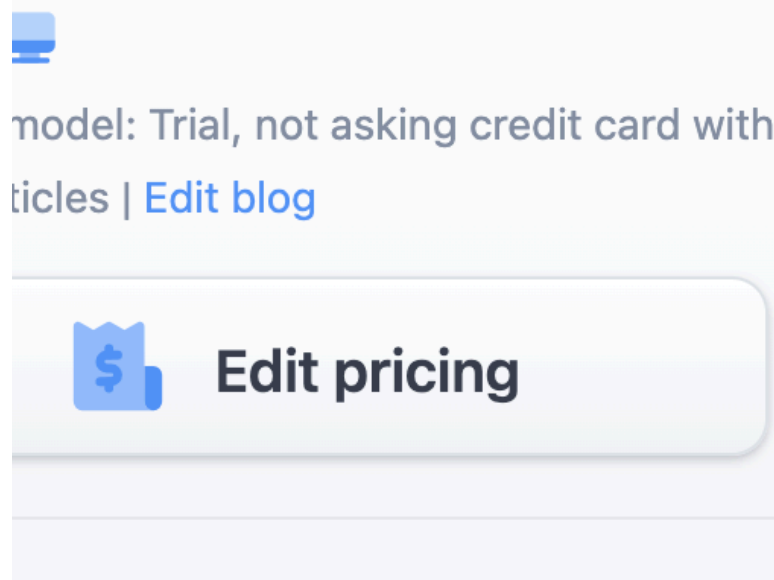 model: Trial, not asking credit card with
ticles | Edit blog
$
Edit pricing